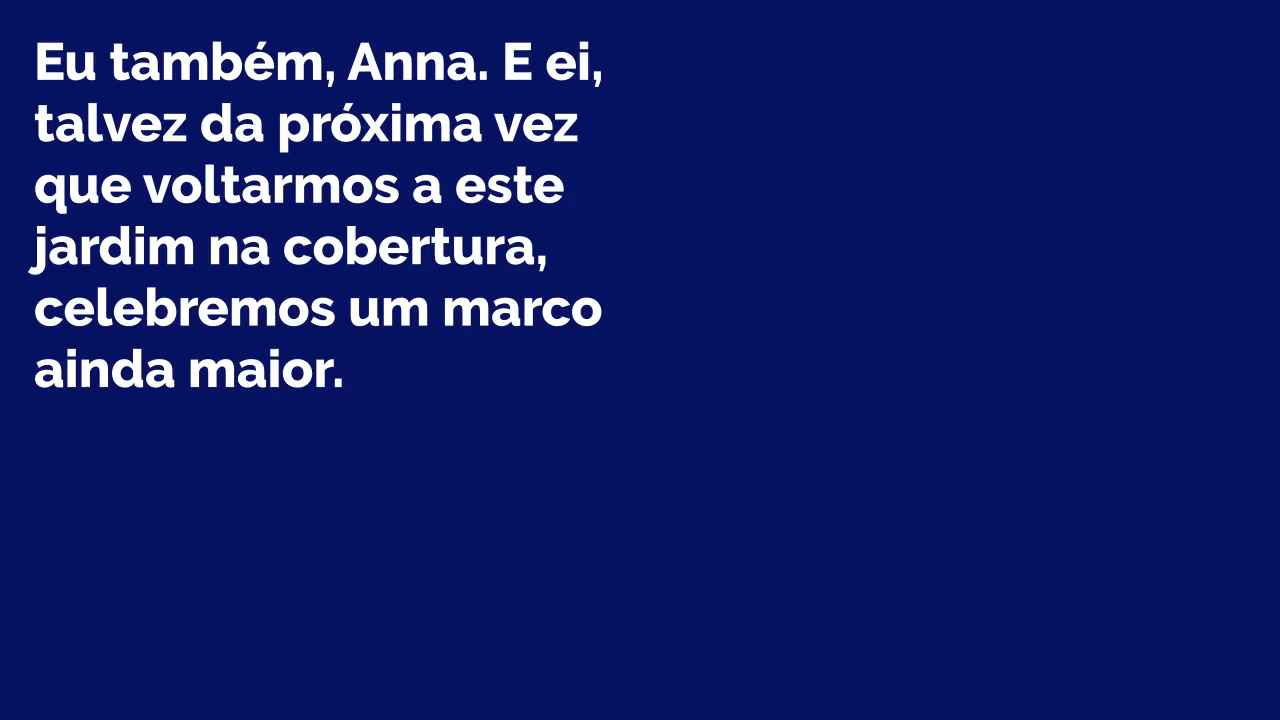 Eu também, Anna. E ei,
talvez da próxima vez
que voltarmos a este
jardim na cobertura,
celebremos um marco
ainda maior.